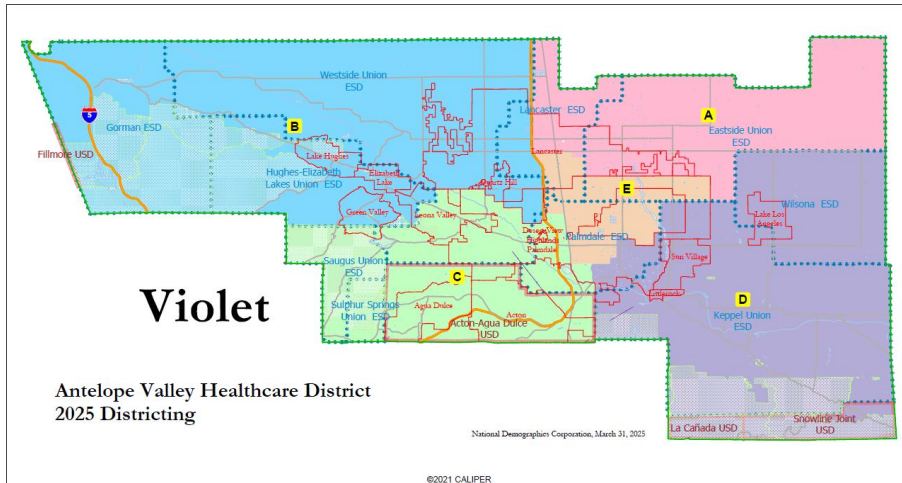 Westside Union
ESD
Lancaster ESD
A
Eastside Union
ESD
5
Gorman ESD
B
Fillmore USD
Lake Hughes
Lancaster
Hughes-Elizabeth
Lakes Union ESD
Elizabeth
Lake
Quartz Hill
E
Wilsona ESD
Green Valley
Leona Valley
Lake Los
Angeles
Desert View
Highlands
Palmdale
Palmdale ESD
Saugus Union
ESD
Sun Village
C
Violet
Littlerock
D
Sulphur Springs
Union ESD
Agua Dulce
Acton
Keppel Union
ESD
Acton-Agua Dulce
USD
Antelope Valley Healthcare District
2025 Districting
National Demographics Corporation, March 31, 2025
La Cañada USD
Snowline Joint
USD
©2021 CALIPER